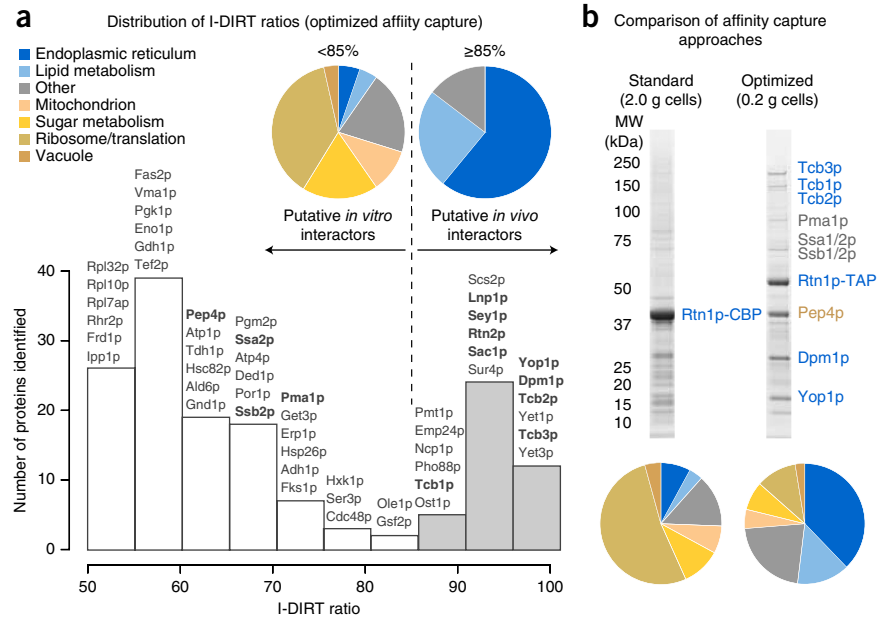 a
Distribution of I-DIRT ratios (optimized affiity capture)
Endoplasmic reticulum
Lipid metabolism
Other
Mitochondrion
Sugar metabolism
Ribosome/translation
Vacuole
<85%
≥85%
Putative in vitro
interactors
Putative in vivo
interactors
Number of proteins identified
40
30
20
10
0
Rpl32p
Rpl10p
Rpl7ap
Rhr2p
Frd1p
Ipp1p
Fas2p
Vma1p
Pgk1p
Eno1p
Gdh1p
Tef2p
Pep4p
Atp1p
Tdh1p
Hsc82p
Ald6p
Gnd1p
Pgm2p
Ssa2p
Atp4p
Ded1p
Por1p
Ssb2p
Pma1p
Get3p
Erp1p
Hsp26p
Adh1p
Fks1p
Hxk1p
Ser3p
Cdc48p
Ole1p
Gsf2p
Pmt1p
Emp24p
Ncp1p
Pho88p
Tcb1p
Ost1p
Scs2p
Lnp1p
Sey1p
Rtn2p
Sac1p
Sur4p
Yop1p
Dpm1p
Tcb2p
Yet1p
Tcb3p
Yet3p
50 60 70 80 90 100
I-DIRT ratio
b
Comparison of affinity capture
approaches
Standard
(2.0 g cells)
Optimized
(0.2 g cells)
MW
(kDa)
250
150
100
75
50
37
25
20
15
10
Rtn1p-CBP
Tcb3p
Tcb1p
Tcb2p
Pma1p
Ssa1/2p
Ssb1/2p
Rtn1p-TAP
Pep4p
Dpm1p
Yop1p